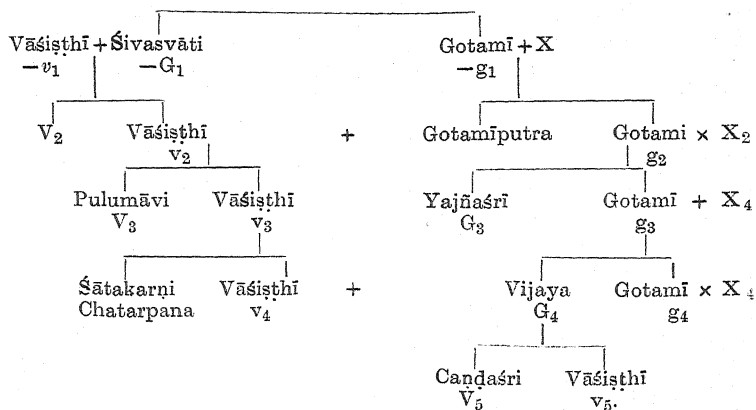 Vāśiṣṭhī + Śivasvāti Gotamī + X
—v1 —G1 —g1
V2 Vāśiṣṭhī + Gotamīputra Gotami × X2
v2 g2
Pulumāvi Vāśiṣṭhī Yajñaśrī Gotamī + X4
V3 v3 G3 g3
Śātakarṇi Vāśiṣṭhī + Vijaya Gotamī × X4
Chatarpana v4 G4 g4
Caṇḍaśri Vāśiṣṭhī
V5 v5.